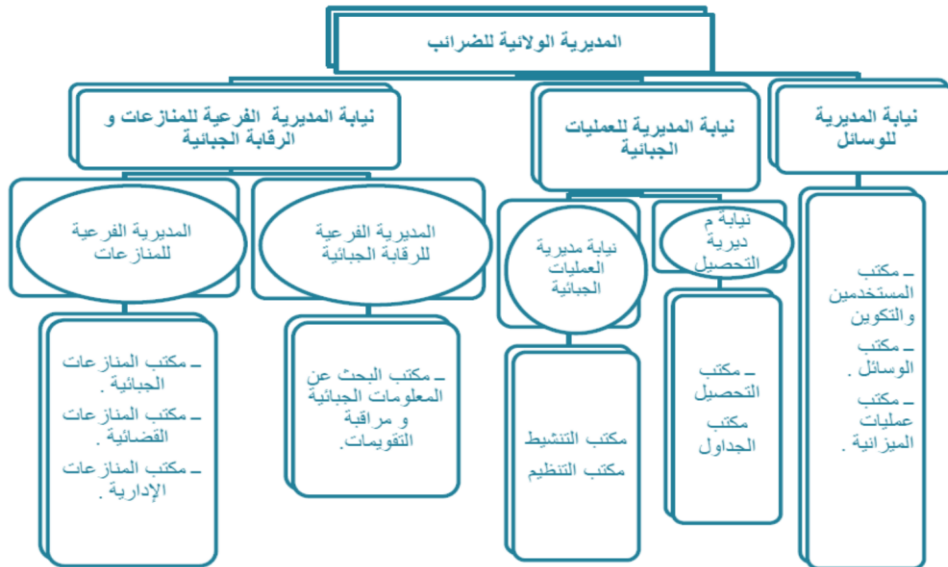 المديرية الولائية للضرائب
نيابة المديرية للوسائل
نيابة المديرية للعمليات
الجبائية
نيابة المديرية الفرعية للمنازعات و
الرقابة الجبائية
نيابة م
ديرية
التحصيل
نيابة مديرية
العمليات
الجبائية
المديرية الفرعية
للرقابة الجبائية
المديرية الفرعية
للمنازعات
ـ مكتب
المستخدمين
والتكوين
ـ مكتب
الوسائل .
ـ مكتب
عمليات
الميزانية .
ـ مكتب
التحصيل
مكتب
الجداول
مكتب التنشيط
مكتب التنظيم
ـ مكتب البحث عن
المعلومات الجبائية
و مراقبة
التقويمات.
ـ مكتب المنازعات
الجبائية .
ـ مكتب المنازعات
القضائية .
ـ مكتب المنازعات
الإدارية .